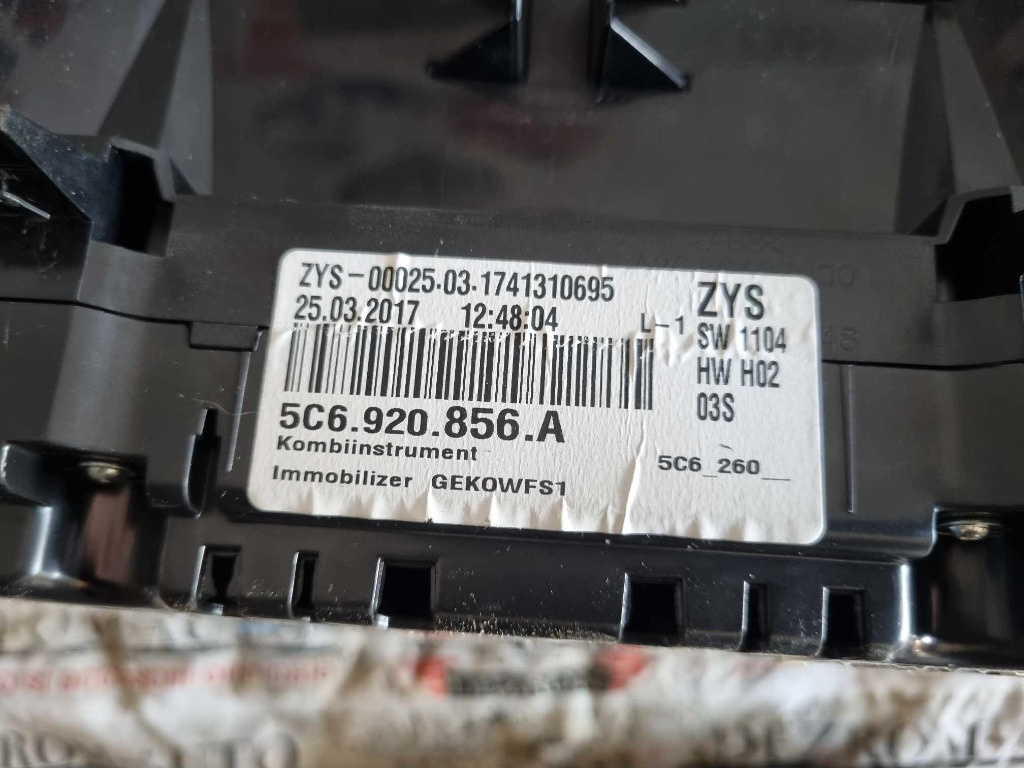 ZYS-00025.03.1741310695
25.03.2017 12:48:04 L-1
ZYS
SW 1104
HW H02
03S
5C6.920.856.A
Kombiinstrument
Immobilizer GEKOWFS1
5C6_260__